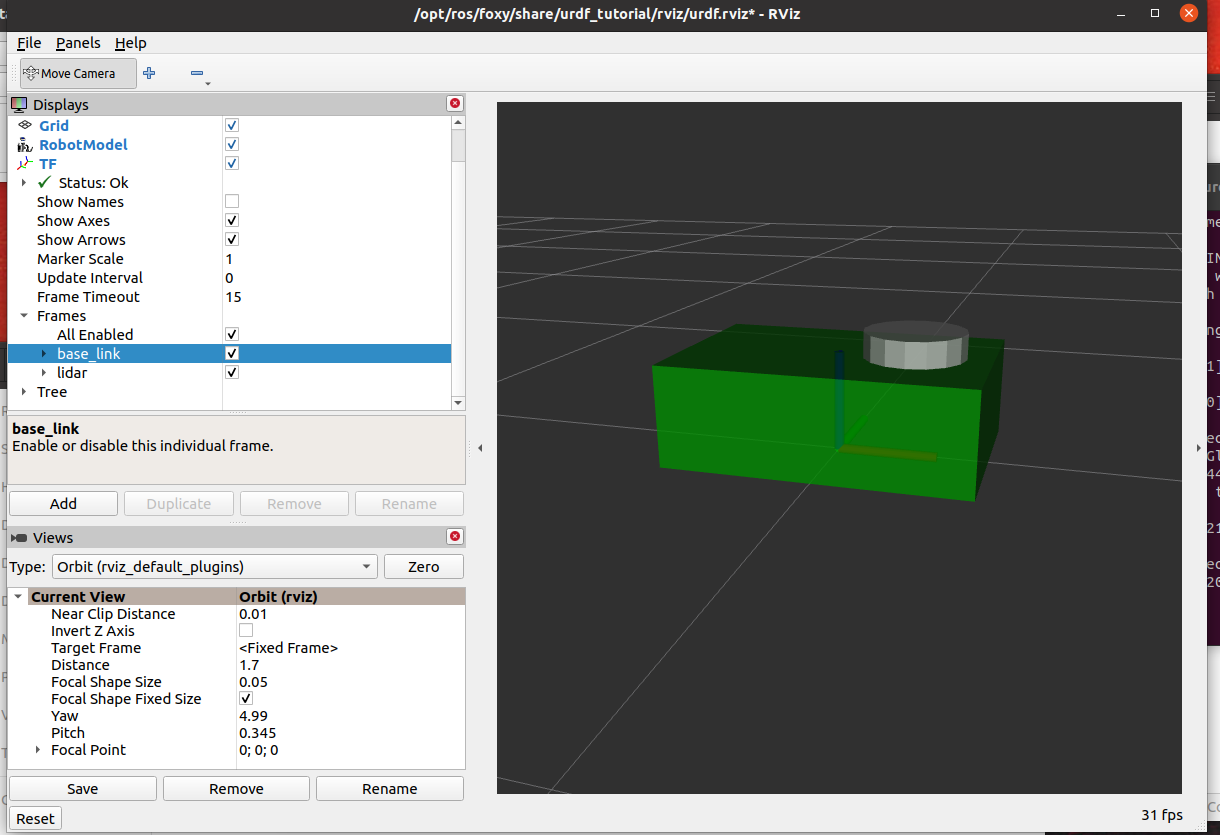 /opt/ros/foxy/share/urdf_tutorial/rviz/urdf.rviz* - RViz
File Panels Help
Move Camera
Displays
Grid
RobotModel
TF
Status: Ok
Show Names
Show Axes
Show Arrows
Marker Scale 1
Update Interval 0
Frame Timeout 15
Frames
All Enabled
base_link
lidar
Tree
base_link
Enable or disable this individual frame.
Add Duplicate Remove Rename
Views
Type: Orbit (rviz_default_plugins) Zero
Current View Orbit (rviz)
Near Clip Distance 0.01
Invert Z Axis
Target Frame <Fixed Frame>
Distance 1.7
Focal Shape Size 0.05
Focal Shape Fixed Size
Yaw 4.99
Pitch 0.345
Focal Point 0; 0; 0
Save Remove Rename
Reset
31 fps